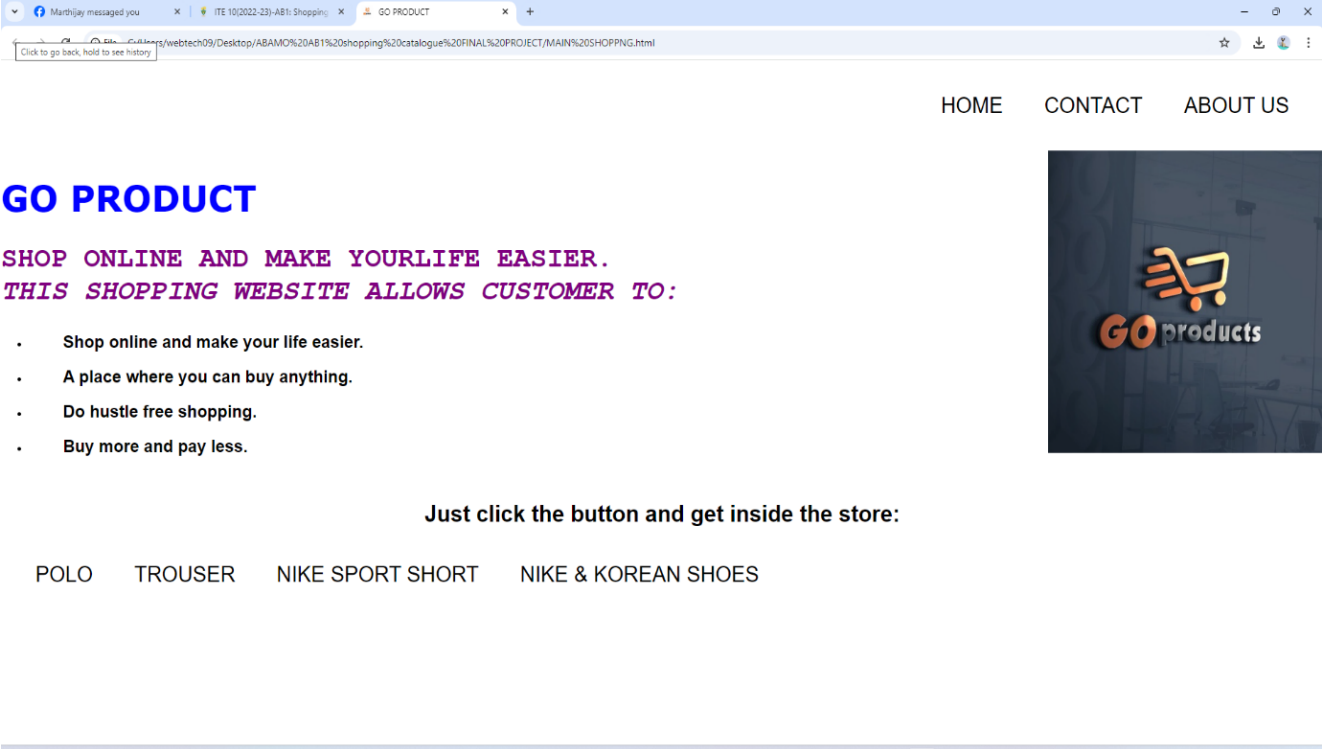 Marthijay messaged you
ITE 10(2022-23)-AB1: Shopping
GO PRODUCT
Click to go back, hold to see history
File
C:/Users/webtech09/Desktop/ABAMO%20AB1%20shopping%20catalogue%20FINAL%20PROJECT/MAIN%20SHOPPNG.html
HOME CONTACT ABOUT US
GO PRODUCT
SHOP ONLINE AND MAKE YOURLIFE EASIER.
THIS SHOPPING WEBSITE ALLOWS CUSTOMER TO:
• Shop online and make your life easier.
• A place where you can buy anything.
• Do hustle free shopping.
• Buy more and pay less.
GO products
Just click the button and get inside the store:
POLO TROUSER NIKE SPORT SHORT NIKE & KOREAN SHOES